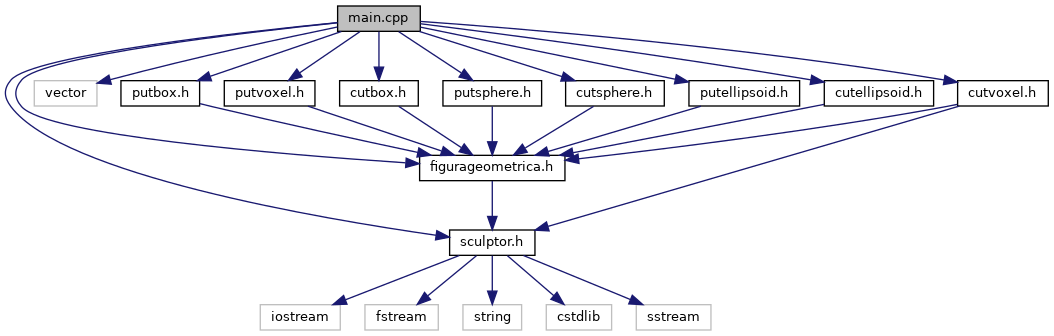 main.cpp
vector
putbox.h
putvoxel.h
cutbox.h
putsphere.h
cutsphere.h
putellipsoid.h
cutellipsoid.h
cutvoxel.h
figurageometrica.h
sculptor.h
iostream
fstream
string
cstdlib
sstream